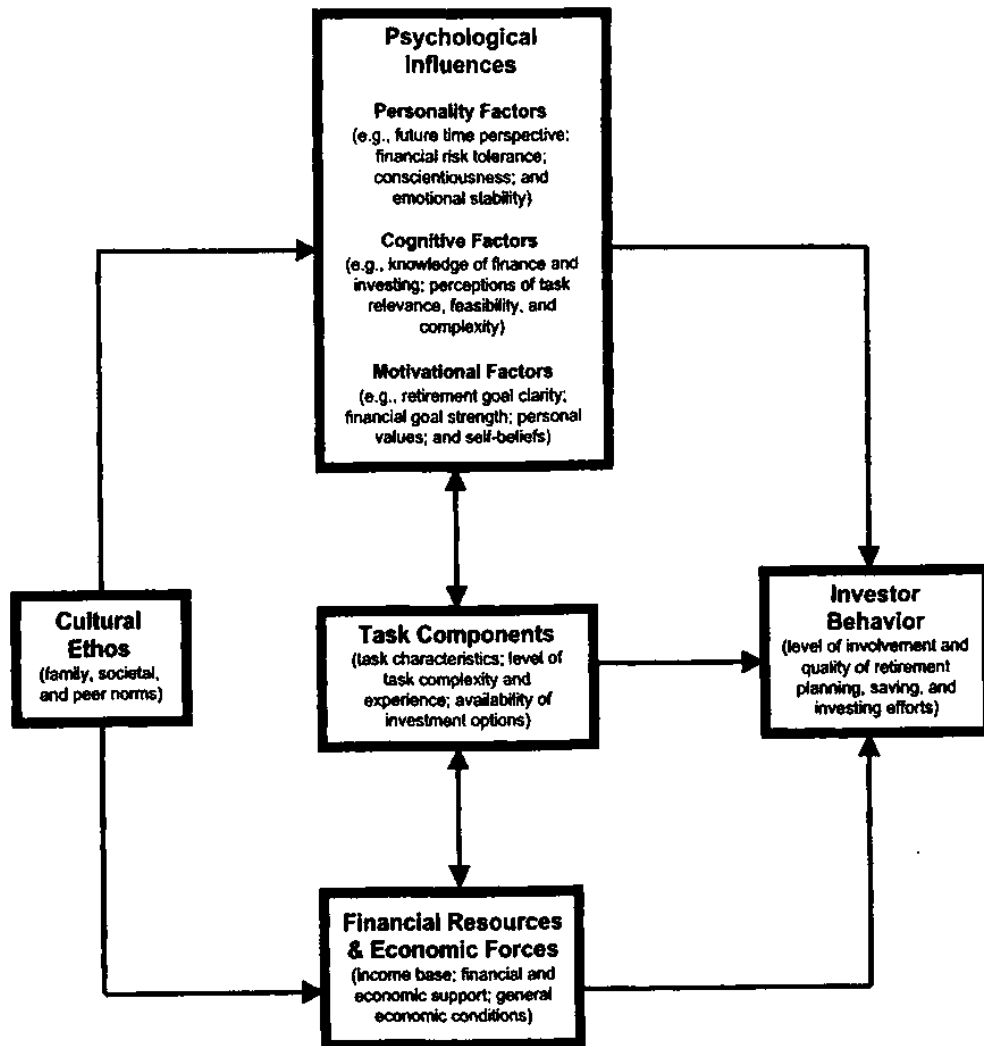 Psychological
Influences
Personality Factors
(e.g., future time perspective;
financial risk tolerance;
conscientiousness; and
emotional stability)
Cognitive Factors
(e.g., knowledge of finance and
investing; perceptions of task
relevance, feasibility, and
complexity)
Motivational Factors
(e.g., retirement goal clarity;
financial goal strength; personal
values; and self-beliefs)
Cultural
Ethos
(family, societal,
and peer norms)
Task Components
(task characteristics; level of
task complexity and
experience; availability of
investment options)
Investor
Behavior
(level of involvement and
quality of retirement
planning, saving, and
investing efforts)
Financial Resources
& Economic Forces
(income base; financial and
economic support; general
economic conditions)